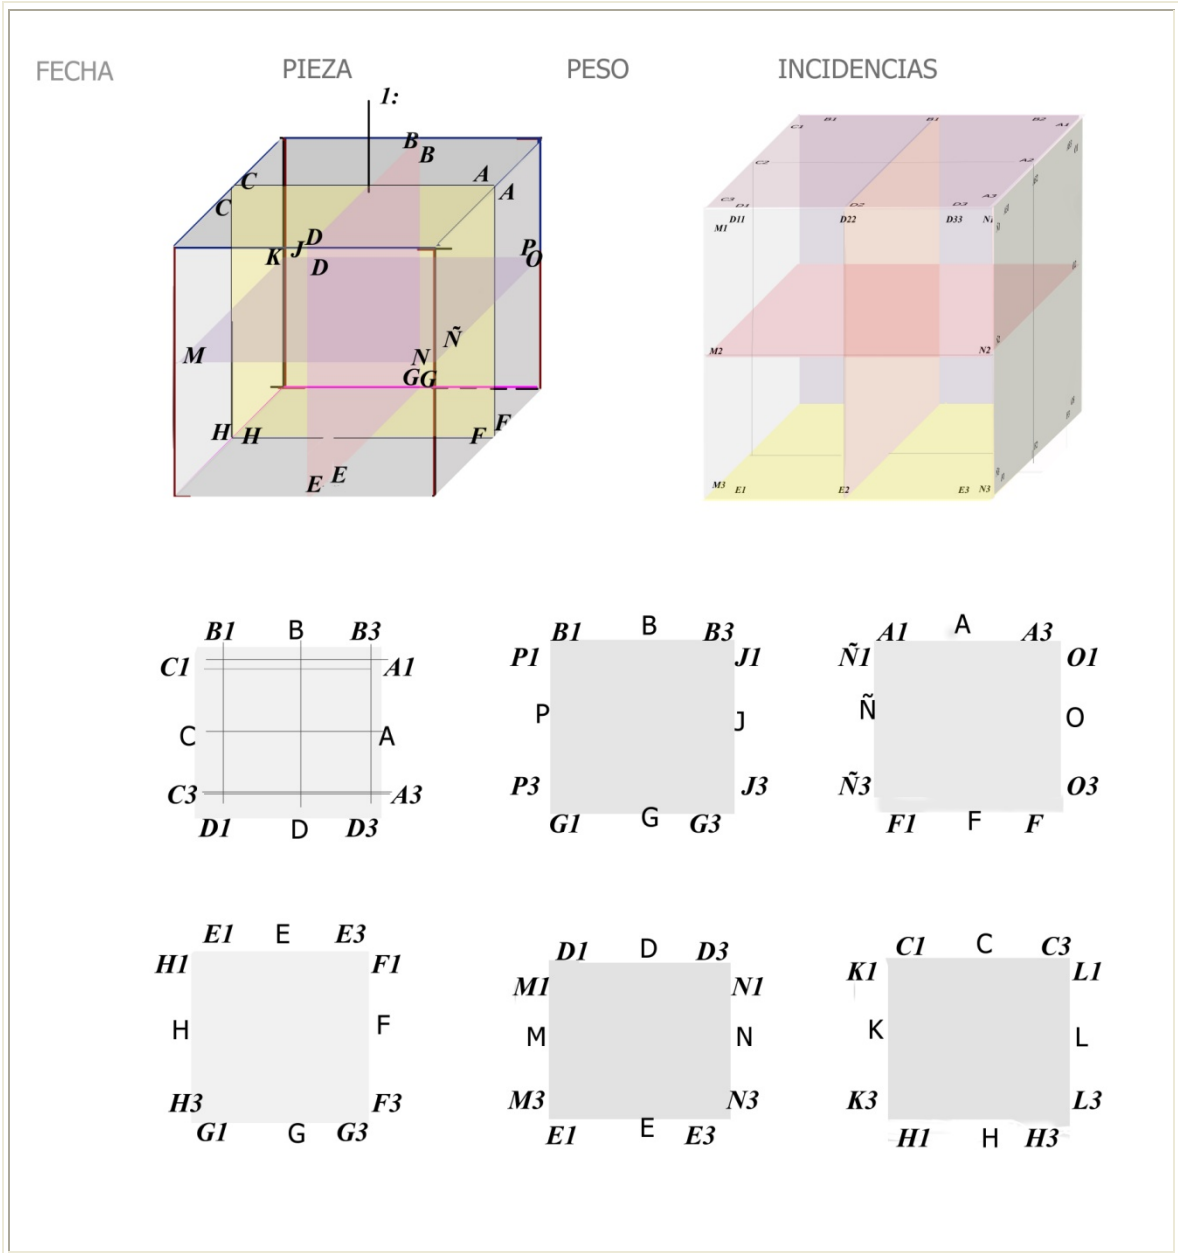 FECHA PIEZA PESO INCIDENCIAS
1:
B
B
C A
C A
D
K J D P
O
Ñ
M N
G G
H H F F
E E
C1 B1 B1 B2 A1
C2 A2
C3 D1 D2 D3 A3
M1 D11 D22 D33 N1
M2 N2
M3 E1 E2 E3 N3
B1 B B3
C1 A1
C A
C3 A3
D1 D D3
B1 B B3
P1 J1
P J
P3 J3
G1 G G3
A1 A A3
Ñ1 O1
Ñ O
Ñ3 O3
F1 F F
E1 E E3
H1 F1
H F
H3 F3
G1 G G3
D1 D D3
M1 N1
M N
M3 N3
E1 E E3
C1 C C3
K1 L1
K L
K3 L3
H1 H H3